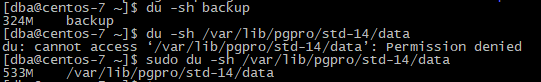 [dba@centos-7 ~]$ du -sh backup
324M    backup
[dba@centos-7 ~]$ du -sh /var/lib/pgpro/std-14/data
du: cannot access ‘/var/lib/pgpro/std-14/data’: Permission denied
[dba@centos-7 ~]$ sudo du -sh /var/lib/pgpro/std-14/data
533M    /var/lib/pgpro/std-14/data